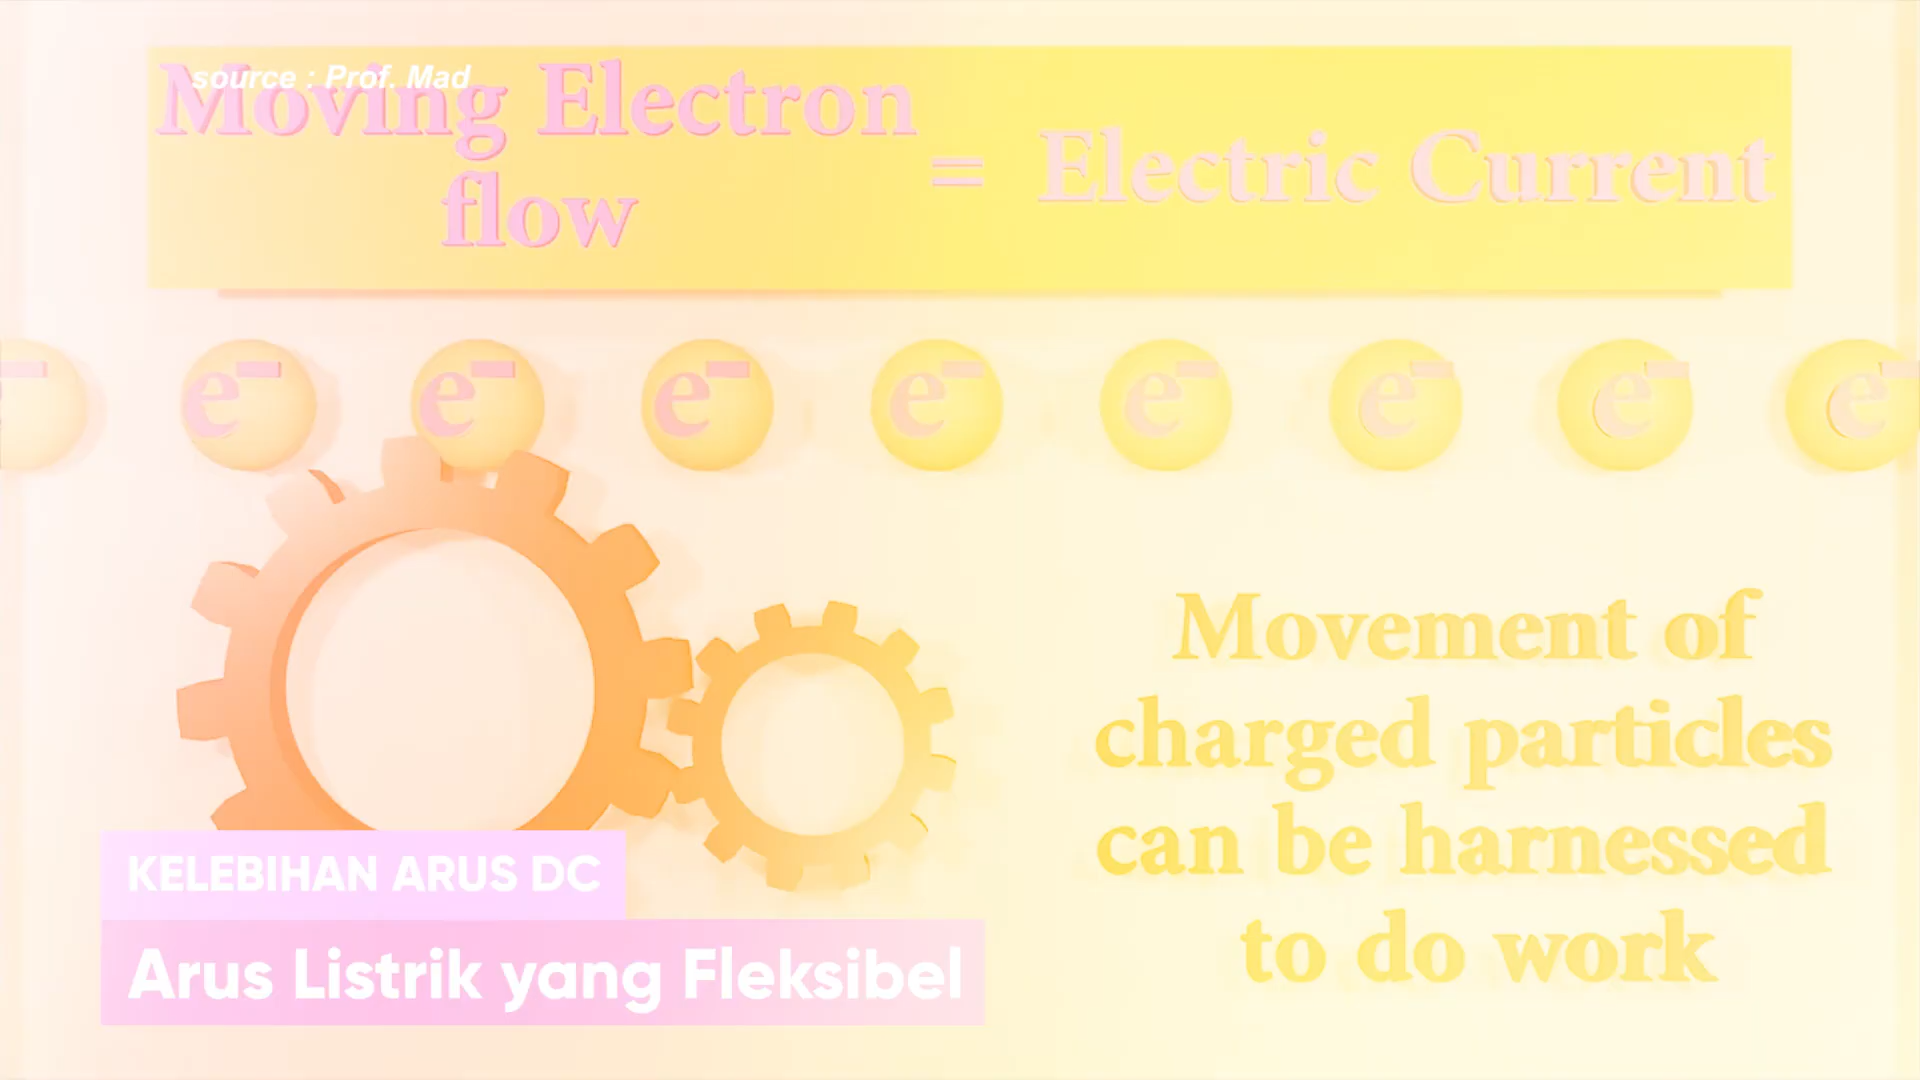 source : Prof. Mad
Moving Electron
flow
= Electric Current
e-
e-
e-
e-
e-
e-
e-
e-
Movement of
charged particles
can be harnessed
to do work
KELEBIHAN ARUS DC
Arus Listrik yang Fleksibel